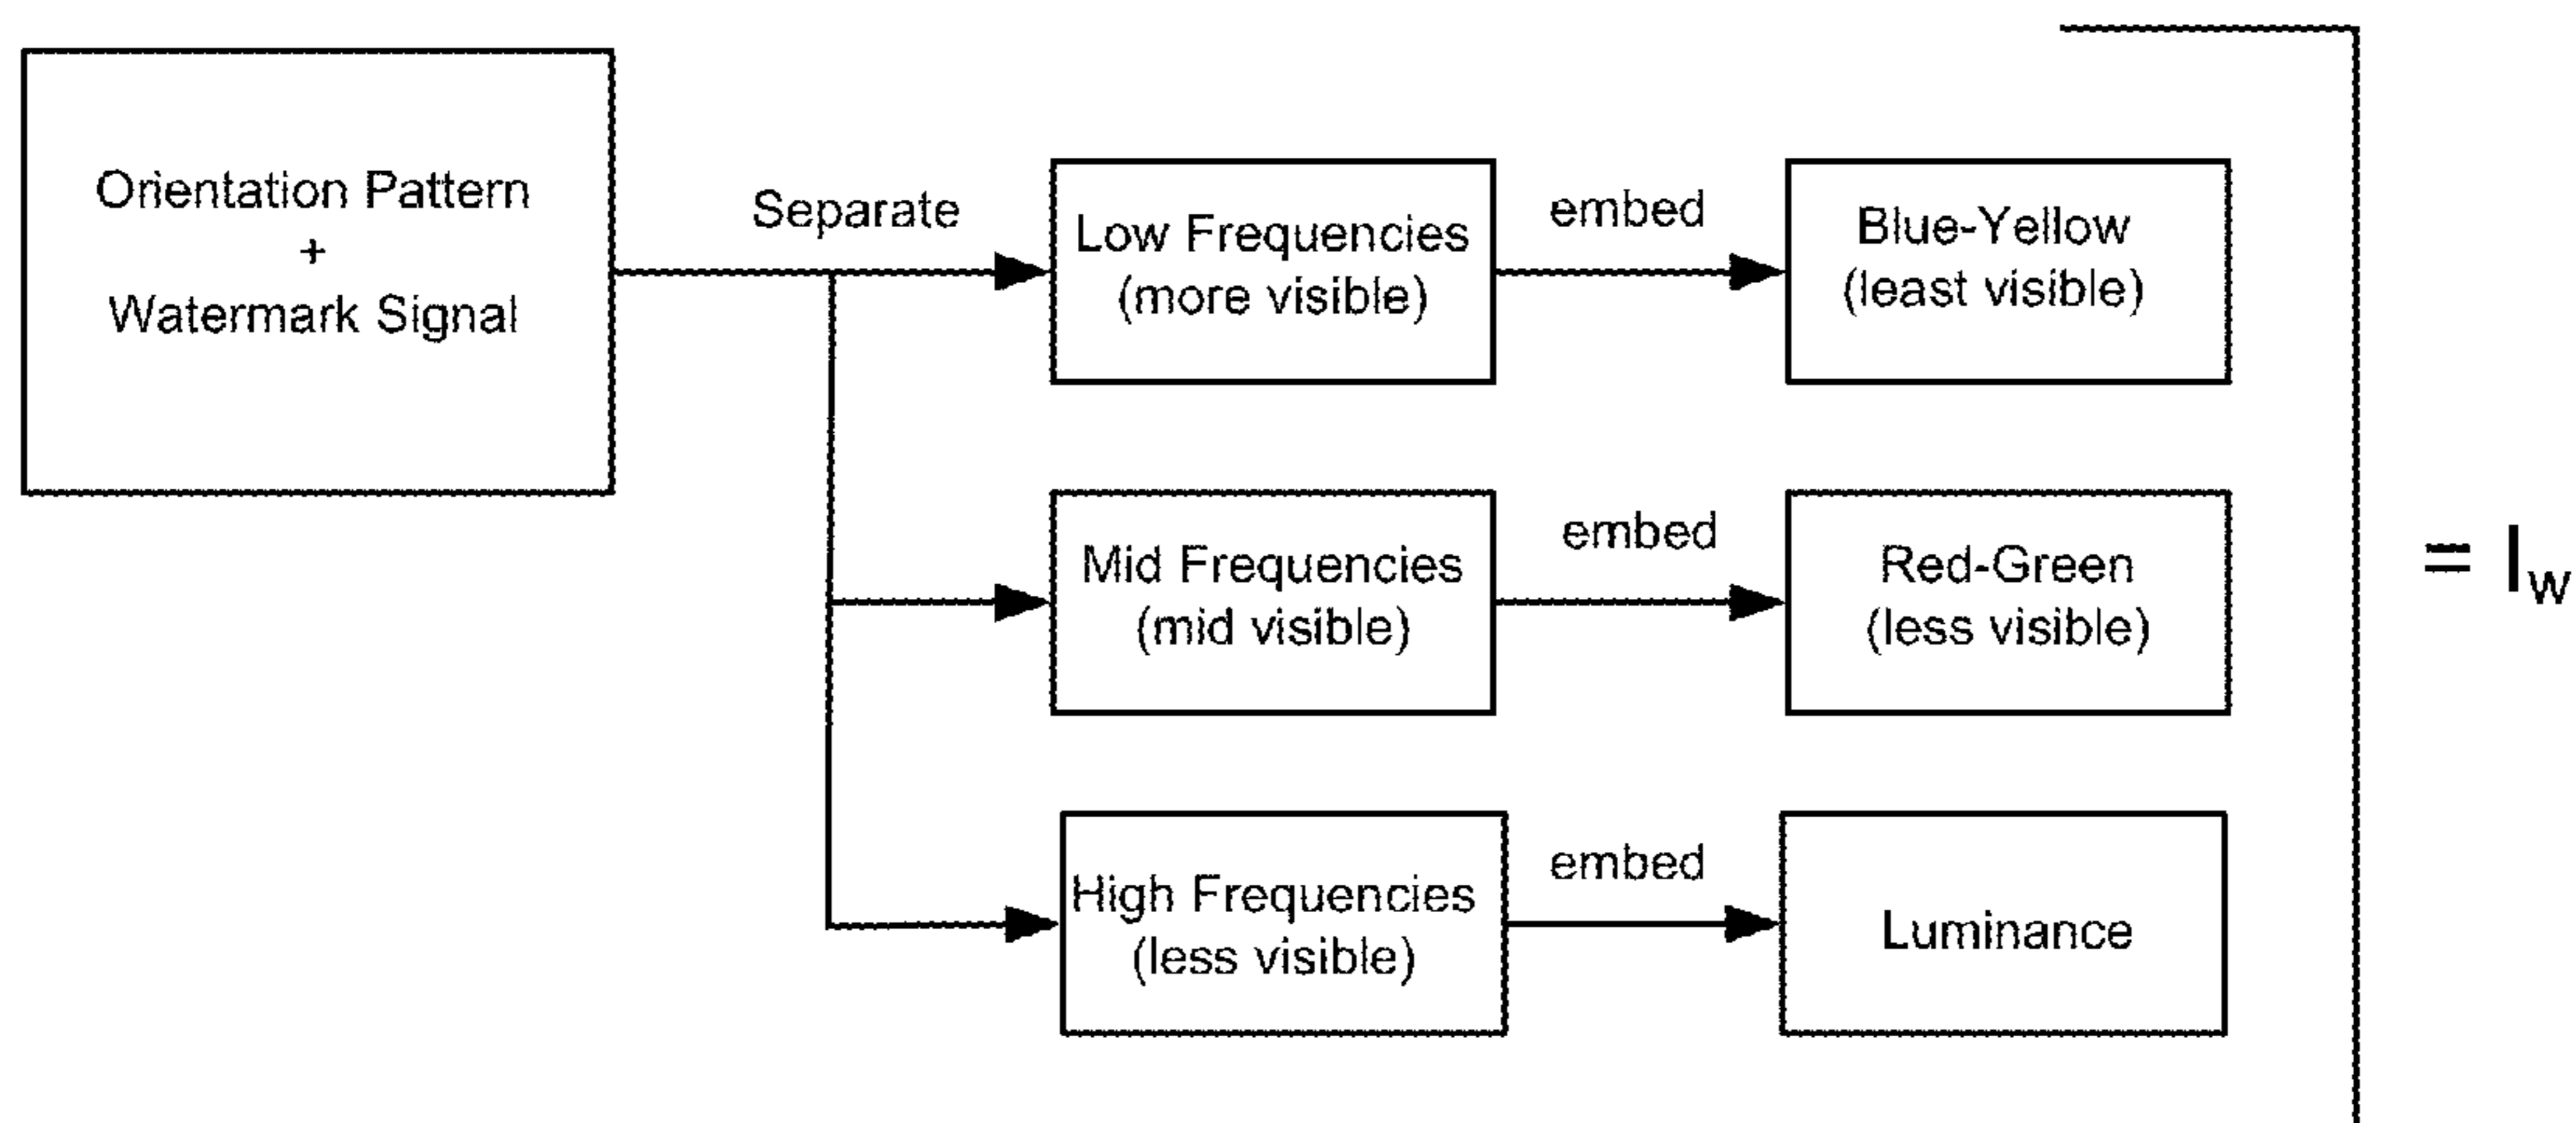 Orientation Pattern
+
Watermark Signal
Separate
Low Frequencies
(more visible)
embed
Blue-Yellow
(least visible)
Mid Frequencies
(mid visible)
embed
Red-Green
(less visible)
High Frequencies
(less visible)
embed
Luminance
= Iw